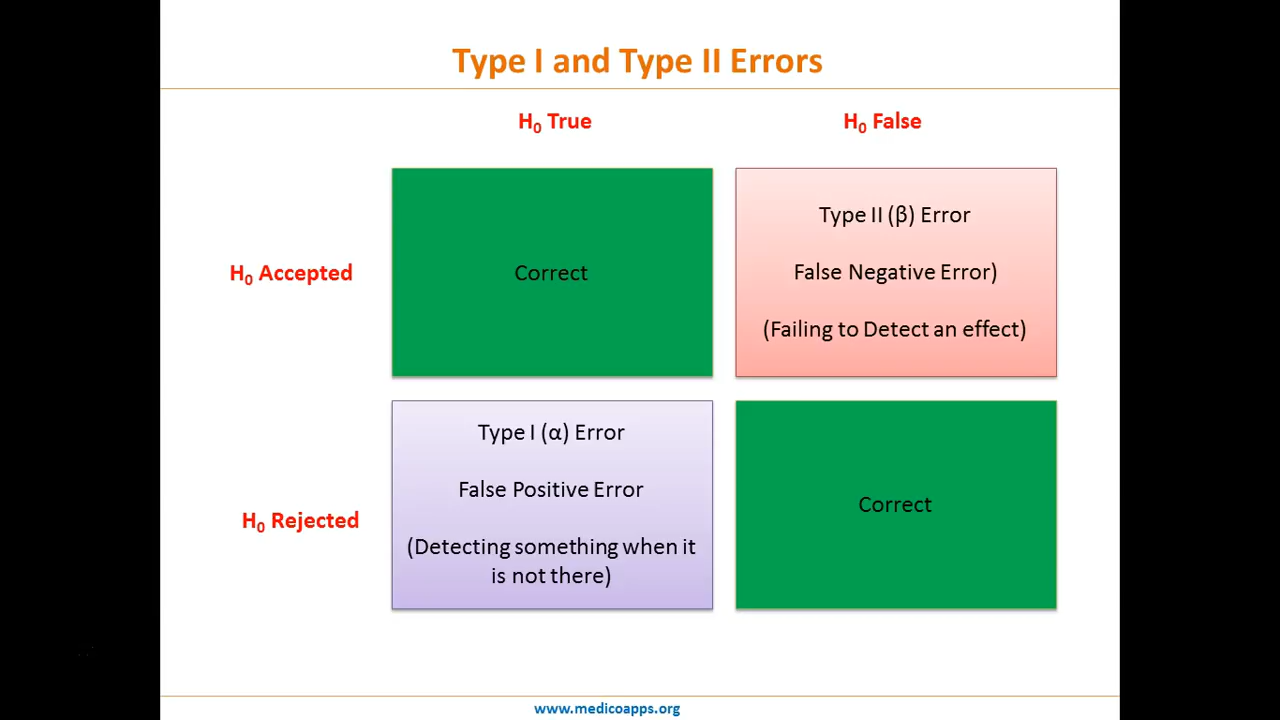 Type I and Type II Errors
H₀ True
H₀ False
H₀ Accepted
Correct
Type II (β) Error
False Negative Error)
(Failing to Detect an effect)
H₀ Rejected
Type I (α) Error
False Positive Error
(Detecting something when it
is not there)
Correct
www.medicoapps.org